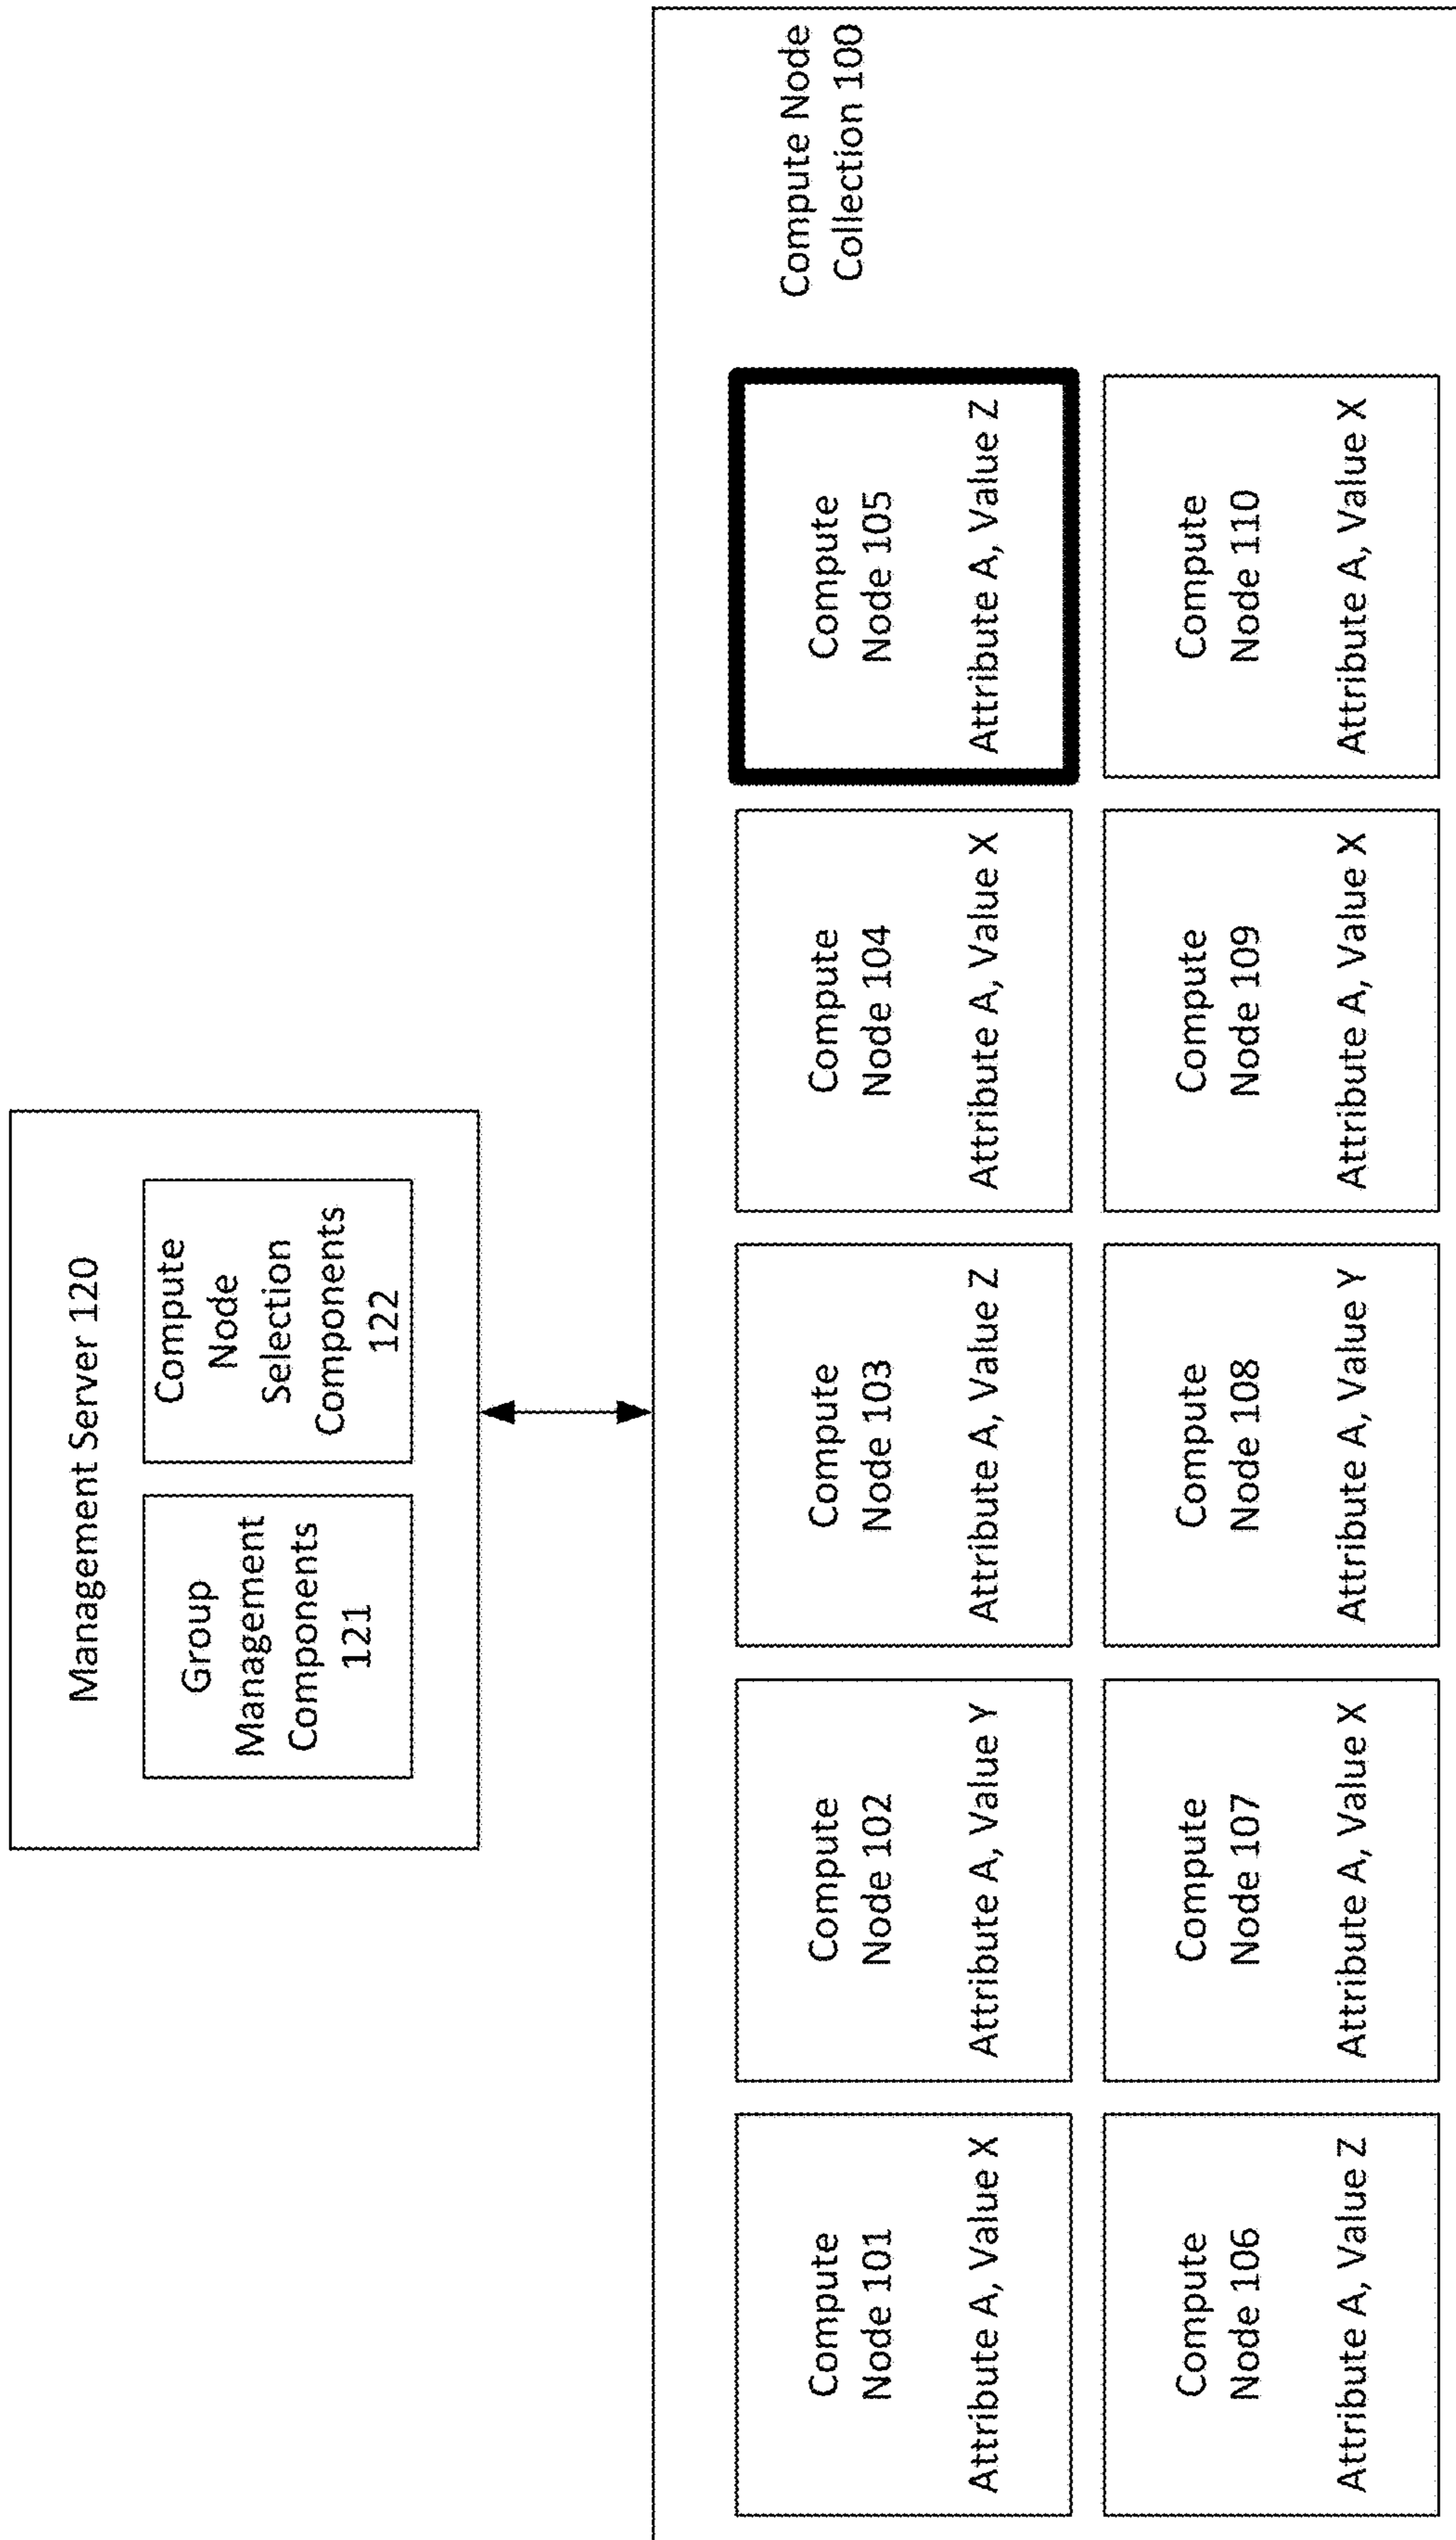 Management Server 120
Group
Management
Components
121
Compute
Node
Selection
Components
122
Compute Node
Collection 100
Compute
Node 101
Attribute A, Value X
Compute
Node 102
Attribute A, Value Y
Compute
Node 103
Attribute A, Value Z
Compute
Node 104
Attribute A, Value X
Compute
Node 105
Attribute A, Value Z
Compute
Node 106
Attribute A, Value Z
Compute
Node 107
Attribute A, Value X
Compute
Node 108
Attribute A, Value Y
Compute
Node 109
Attribute A, Value X
Compute
Node 110
Attribute A, Value X